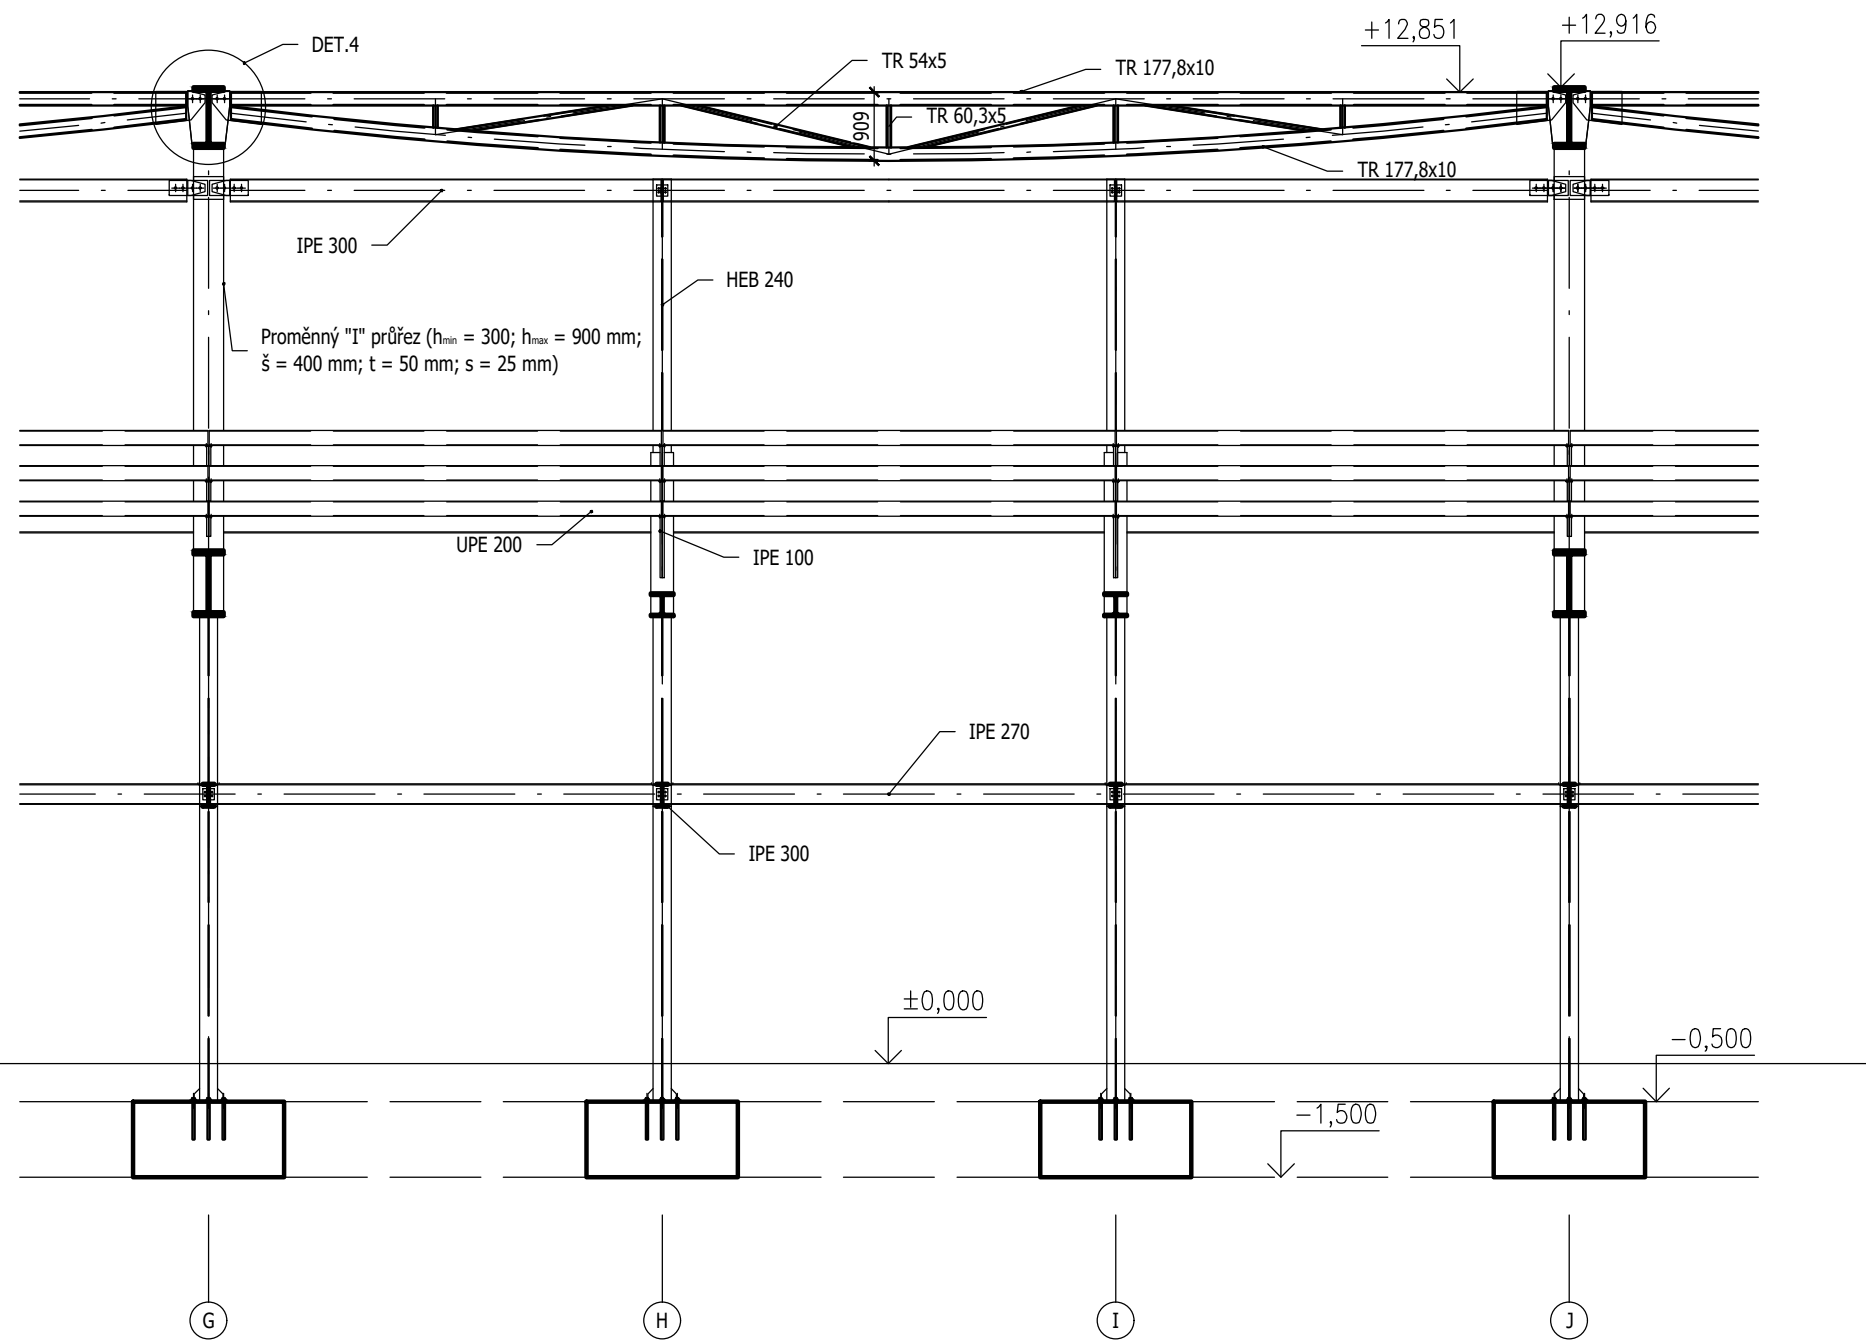 +12,851
+12,916
DET.4
TR 54x5
TR 177,8x10
909
TR 60,3x5
TR 177,8x10
IPE 300
HEB 240
Proměnný "I" průřez (hmin = 300; hmax = 900 mm;
š = 400 mm; t = 50 mm; s = 25 mm)
UPE 200
IPE 100
IPE 270
IPE 300
±0,000
-0,500
-1,500
G
H
I
J